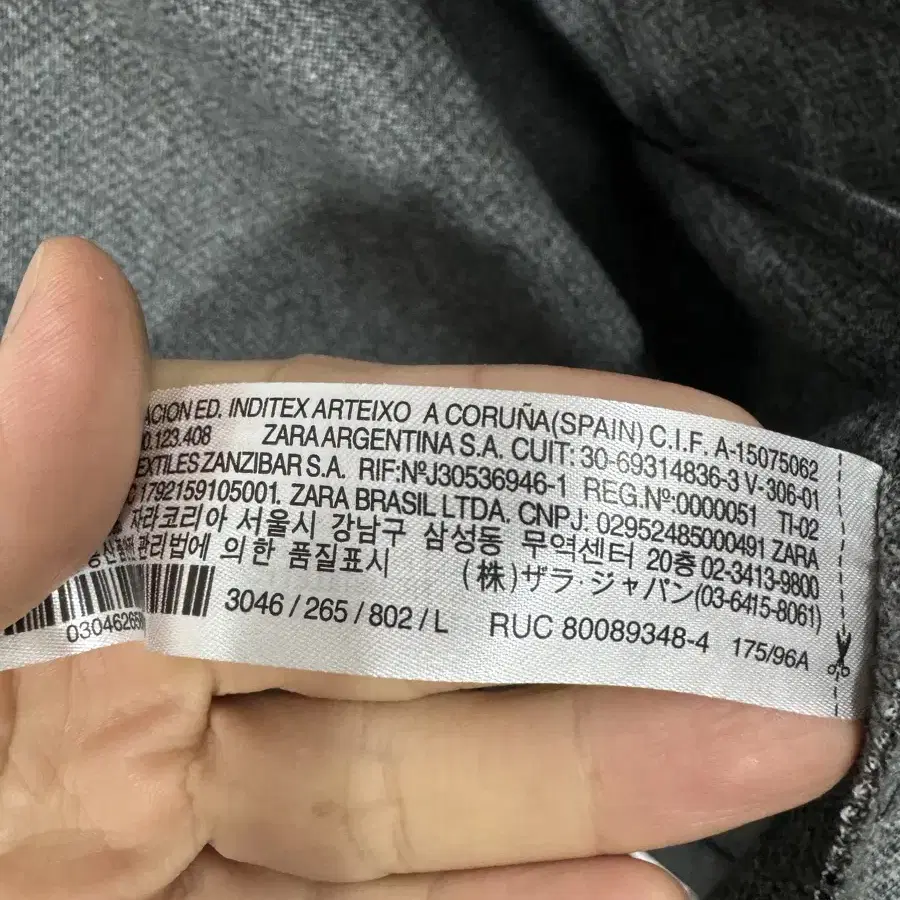 ACION ED. INDITEX ARTEIXO A CORUÑA (SPAIN) C.I.F. A-15075062
0.123.408 ZARA ARGENTINA S.A. CUIT: 30-69314836-3 V-306-01
EXTILES ZANZIBAR S.A. RIF:NºJ30536946-1 REG.Nº:0000051 TI-02
C 1792159105001. ZARA BRASIL LTDA. CNPJ: 02952485000491 ZARA
자라코리아 서울시 강남구 삼성동 무역센터 20층 02-3413-9800
관리법에 의한 품질표시 (株)ザラ・ジャパン(03-6415-8061)
3046 / 265 / 802 / L RUC 80089348-4 175/96A
0304626